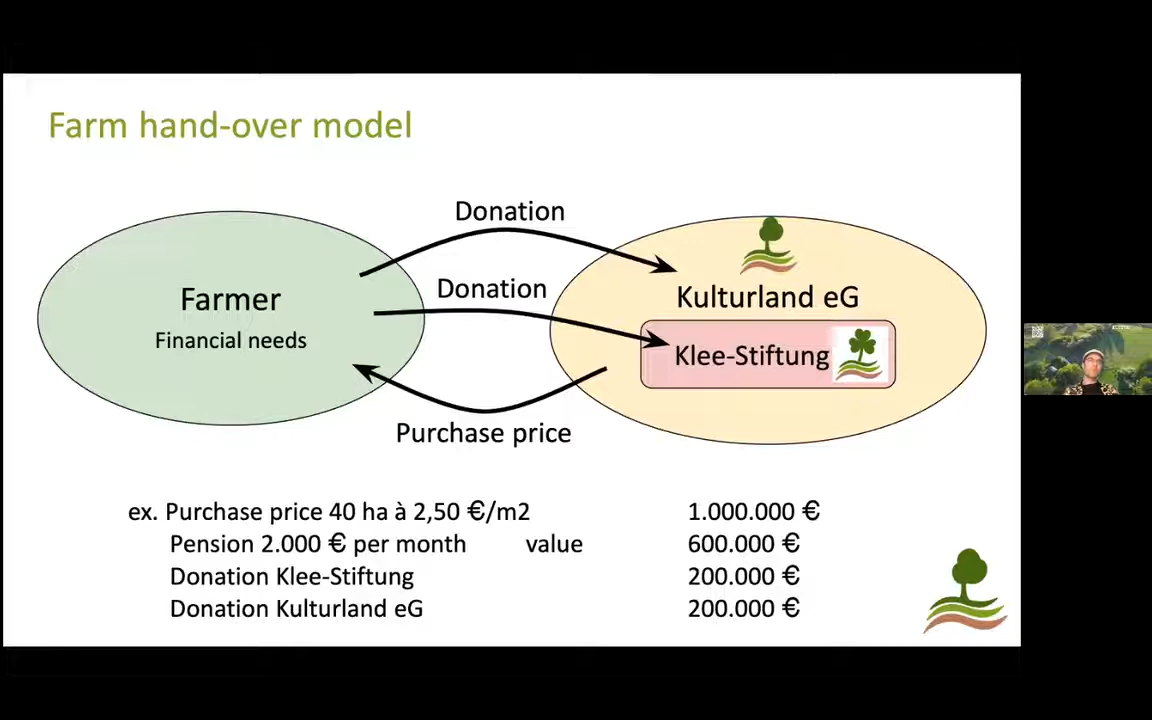 Farm hand-over model
Donation
Donation
Farmer
Financial needs
Kulturland eG
Klee-Stiftung
Purchase price
ex. Purchase price 40 ha à 2,50 €/m2 1.000.000 €
Pension 2.000 € per month value 600.000 €
Donation Klee-Stiftung 200.000 €
Donation Kulturland eG 200.000 €